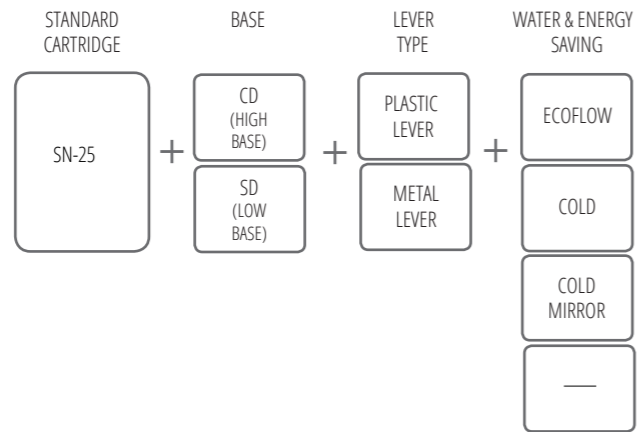 STANDARD
CARTRIDGE
BASE
LEVER
TYPE
WATER & ENERGY
SAVING
SN-25
+
CD
(HIGH
BASE)
SD
(LOW
BASE)
+
PLASTIC
LEVER
METAL
LEVER
+
ECOFLOW
COLD
COLD
MIRROR
—